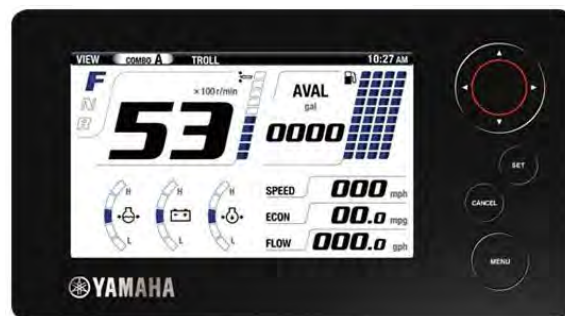 VIEW COMBO A TROLL 10:27 AM
F
N
R
×100r/min
53
AVAL
gal
0000
H H H
L L L
SPEED 000 mph
ECON 00.0 mpg
FLOW 000.0 gph
SET
CANCEL
MENU
YAMAHA